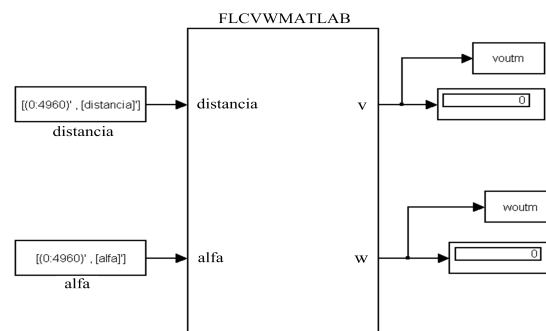 FLCVWMATLAB
voutm
[(0:4960)' , [distancia]']
distancia
v
0
distancia
woutm
[(0:4960)' , [alfa]']
alfa
w
0
alfa